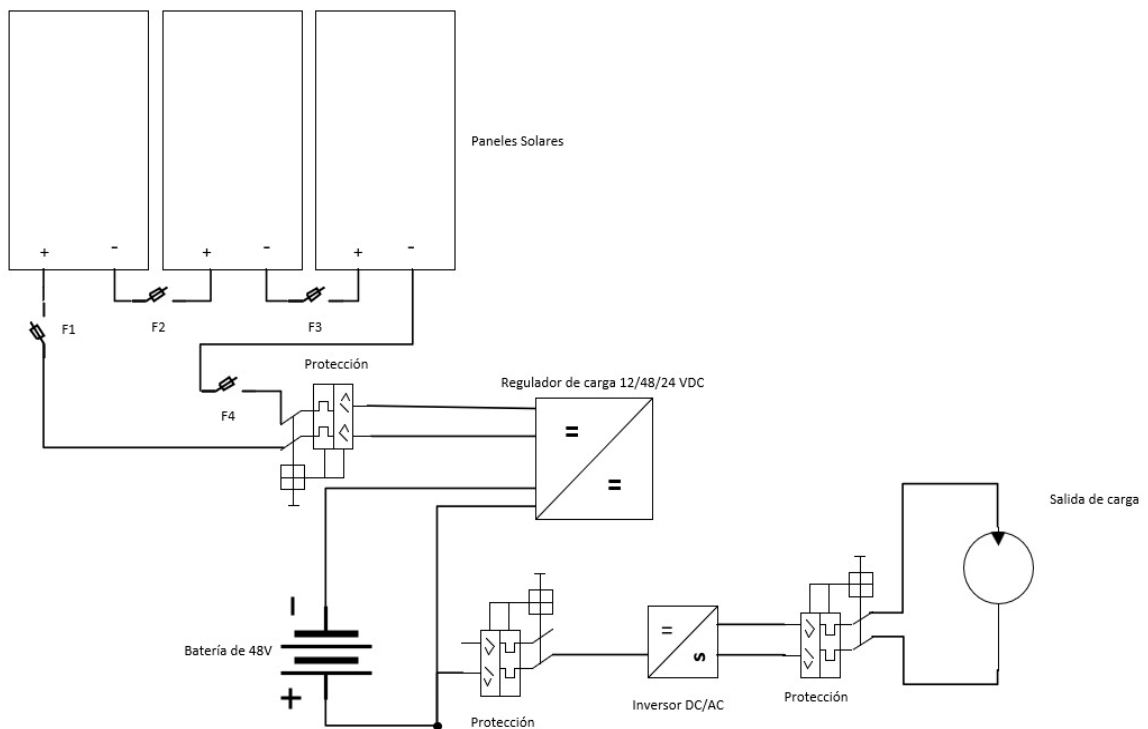 Paneles Solares
+ - + - + -
F1
F2
F3
Protección
Regulador de carga 12/48/24 VDC
F4
=
=
Salida de carga
-
Batería de 48V
+
=
s
Inversor DC/AC
Protección
Protección